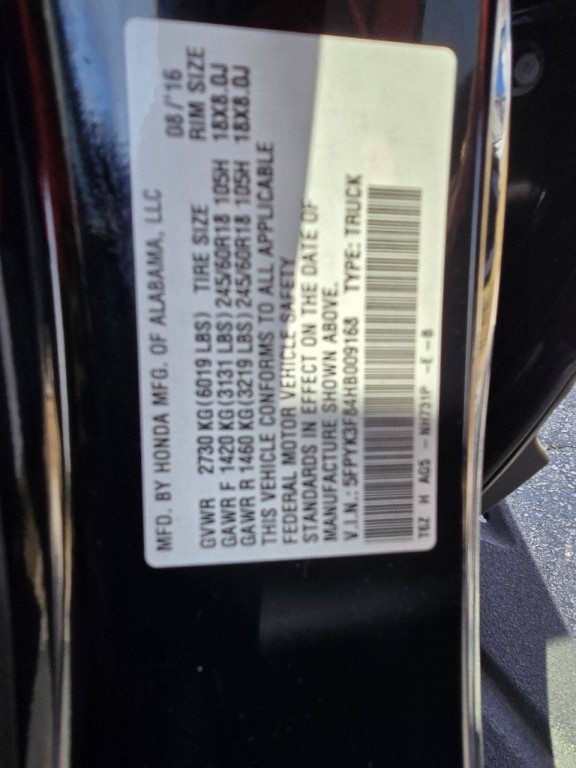 MFD. BY HONDA MFG. OF ALABAMA, LLC 08/'16
GVWR 2730 KG(6019 LBS) TIRE SIZE RIM SIZE
GAWR F 1420 KG(3131 LBS)245/60R18 105H 18X8.0J
GAWR R 1460 KG(3219 LBS)245/60R18 105H 18X8.0J
THIS VEHICLE CONFORMS TO ALL APPLICABLE
FEDERAL MOTOR VEHICLE SAFETY
STANDARDS IN EFFECT ON THE DATE OF
MANUFACTURE SHOWN ABOVE.
V.I.N.: 5FPYK3F84HB009168 TYPE: TRUCK
T6Z H AG5 -NH731P -E -B